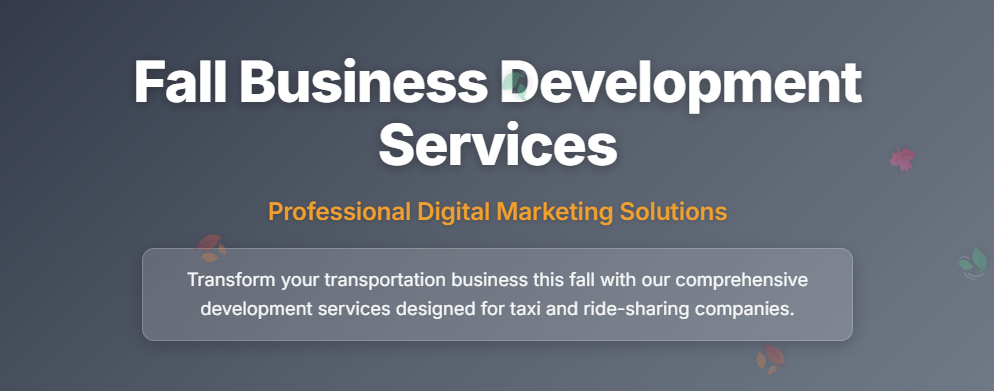 Fall Business Development
Services
Professional Digital Marketing Solutions
Transform your transportation business this fall with our comprehensive
development services designed for taxi and ride-sharing companies.